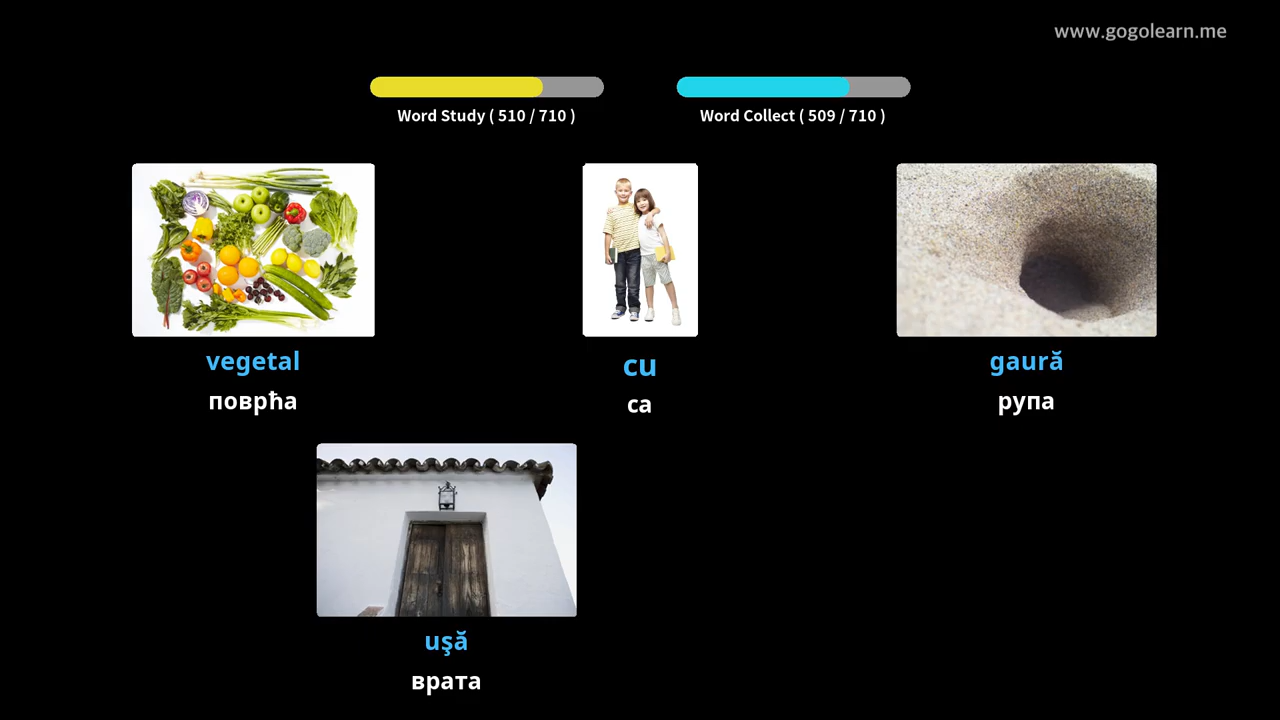 www.gogolearn.me
Word Study ( 510 / 710 )
Word Collect ( 509 / 710 )
vegetal
поврћа
cu
са
gaură
рупа
uşă
врата